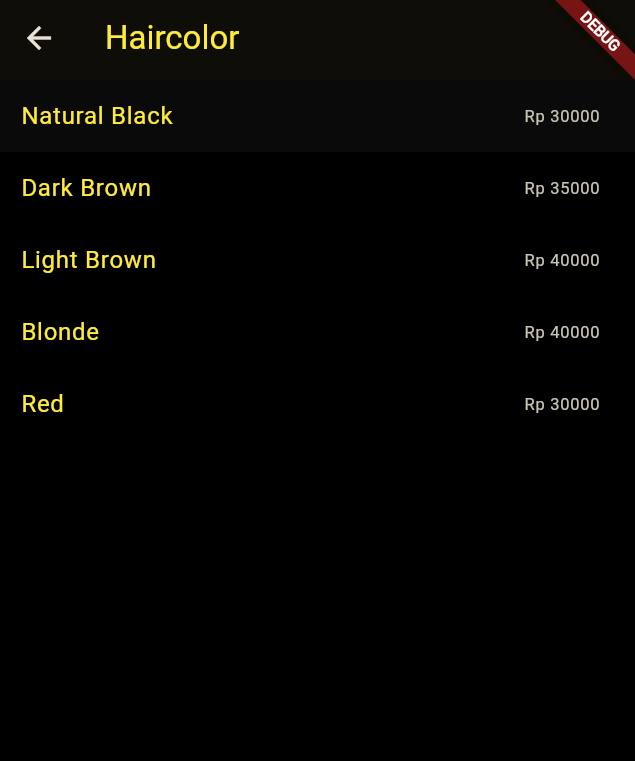 Haircolor
DEBUG
Natural Black Rp 30000
Dark Brown Rp 35000
Light Brown Rp 40000
Blonde Rp 40000
Red Rp 30000